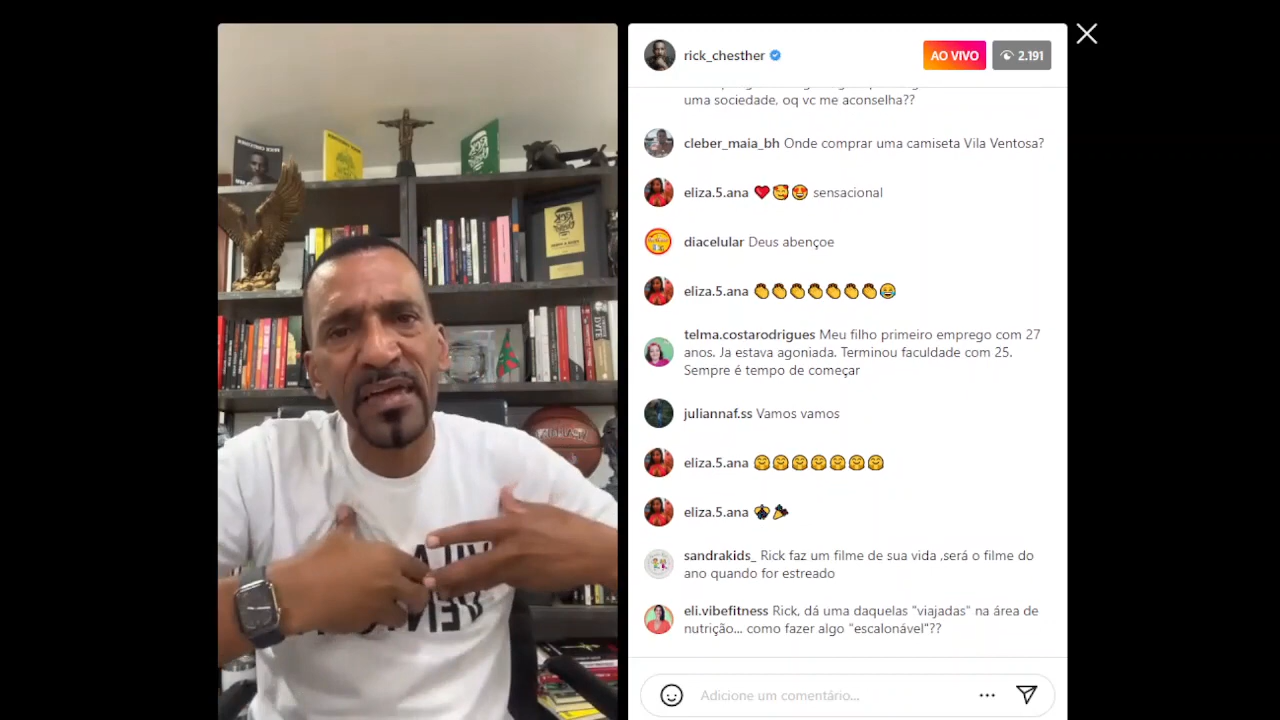 rick_chesther
AO VIVO
2.191
uma sociedade, oq vc me aconselha??
cleber_maia_bh Onde comprar uma camiseta Vila Ventosa?
eliza.5.ana ❤️🥰😍 sensacional
diacelular Deus abençoe
eliza.5.ana 👏👏👏👏👏👏👏😂
telma.costarodrigues Meu filho primeiro emprego com 27
anos. Ja estava agoniada. Terminou faculdade com 25.
Sempre é tempo de começar
juliannaf.ss Vamos vamos
eliza.5.ana 🤗🤗🤗🤗🤗🤗🤗
eliza.5.ana
sandrakids_ Rick faz um filme de sua vida ,será o filme do
ano quando for estreado
eli.vibefitness Rick, dá uma daquelas "viajadas" na área de
nutrição... como fazer algo "escalonável"??
Adicione um comentário...